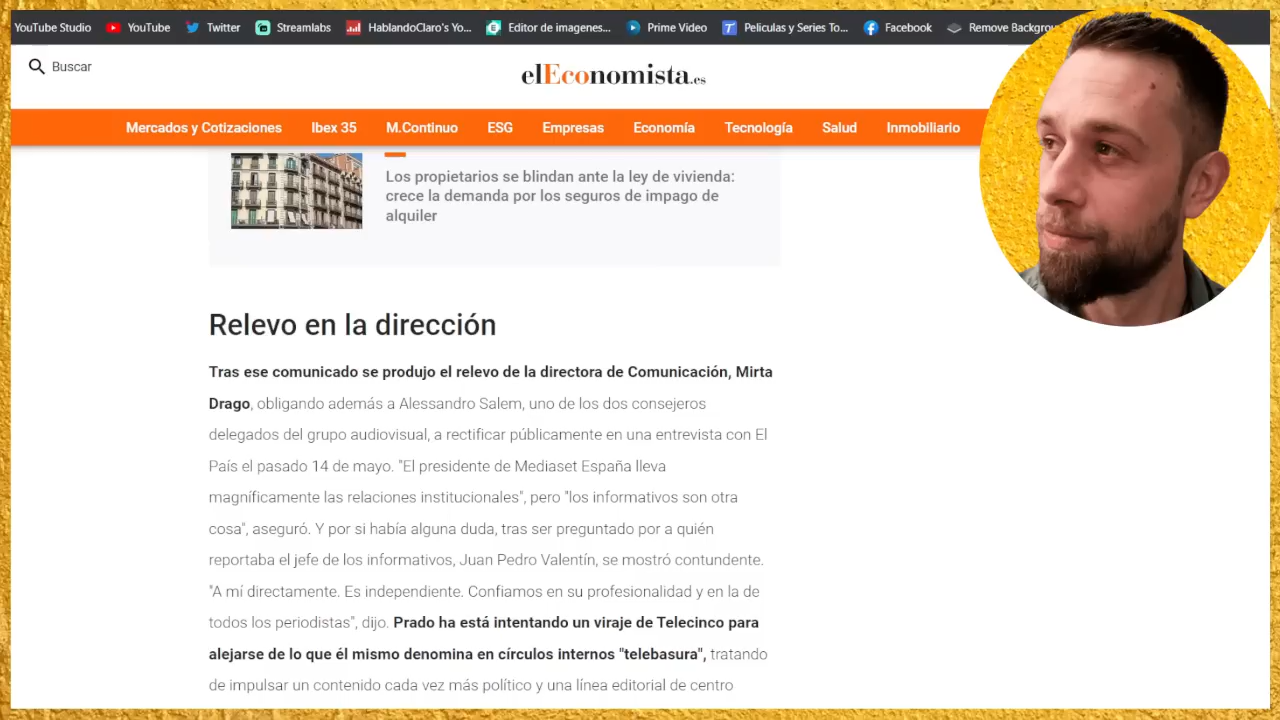 YouTube Studio YouTube Twitter Streamlabs HablandoClaro's Yo... Editor de imagenes... Prime Video Peliculas y Series To... Facebook Remove Backgrou
Buscar
elEconomista.es
Mercados y Cotizaciones Ibex 35 M.Continuo ESG Empresas Economía Tecnología Salud Inmobiliario
Los propietarios se blindan ante la ley de vivienda:
crece la demanda por los seguros de impago de
alquiler
Relevo en la dirección
Tras ese comunicado se produjo el relevo de la directora de Comunicación, Mirta
Drago, obligando además a Alessandro Salem, uno de los dos consejeros
delegados del grupo audiovisual, a rectificar públicamente en una entrevista con El
País el pasado 14 de mayo. "El presidente de Mediaset España lleva
magníficamente las relaciones institucionales", pero "los informativos son otra
cosa", aseguró. Y por si había alguna duda, tras ser preguntado por a quién
reportaba el jefe de los informativos, Juan Pedro Valentín, se mostró contundente.
"A mí directamente. Es independiente. Confiamos en su profesionalidad y en la de
todos los periodistas", dijo. Prado ha está intentando un viraje de Telecinco para
alejarse de lo que él mismo denomina en círculos internos "telebasura", tratando
de impulsar un contenido cada vez más político y una línea editorial de centro